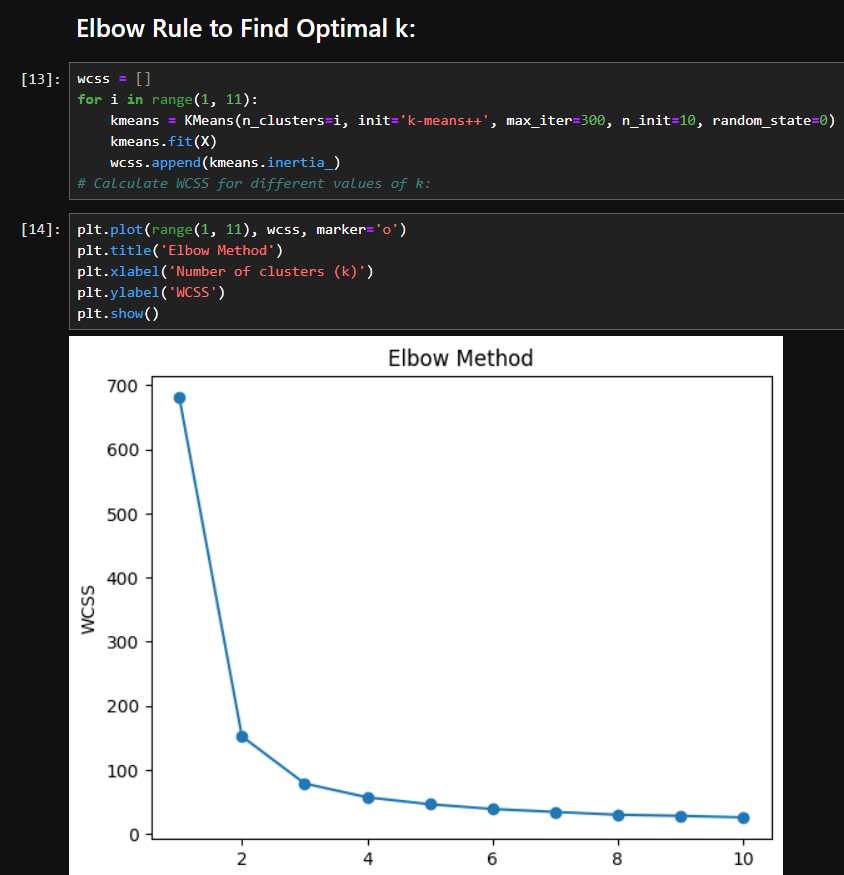 Elbow Rule to Find Optimal k:
[13]: wcss = []
for i in range(1, 11):
    kmeans = KMeans(n_clusters=i, init='k-means++', max_iter=300, n_init=10, random_state=0)
    kmeans.fit(X)
    wcss.append(kmeans.inertia_)
# Calculate WCSS for different values of k:
[14]: plt.plot(range(1, 11), wcss, marker='o')
plt.title('Elbow Method')
plt.xlabel('Number of clusters (k)')
plt.ylabel('WCSS')
plt.show()
Elbow Method
700
600
500
400
300
200
100
0
WCSS
2 4 6 8 10